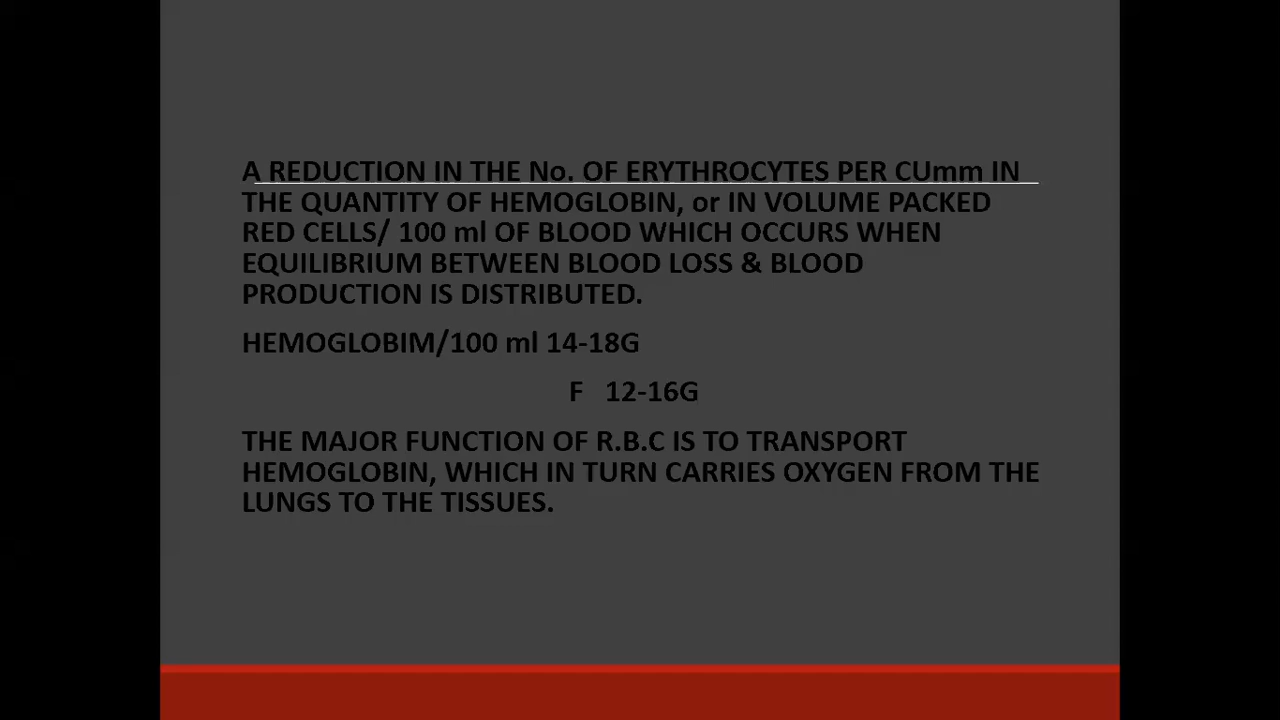 A REDUCTION IN THE No. OF ERYTHROCYTES PER CUmm IN
THE QUANTITY OF HEMOGLOBIN, or IN VOLUME PACKED
RED CELLS/ 100 ml OF BLOOD WHICH OCCURS WHEN
EQUILIBRIUM BETWEEN BLOOD LOSS & BLOOD
PRODUCTION IS DISTRIBUTED.
HEMOGLOBIM/100 ml 14-18G
F 12-16G
THE MAJOR FUNCTION OF R.B.C IS TO TRANSPORT
HEMOGLOBIN, WHICH IN TURN CARRIES OXYGEN FROM THE
LUNGS TO THE TISSUES.